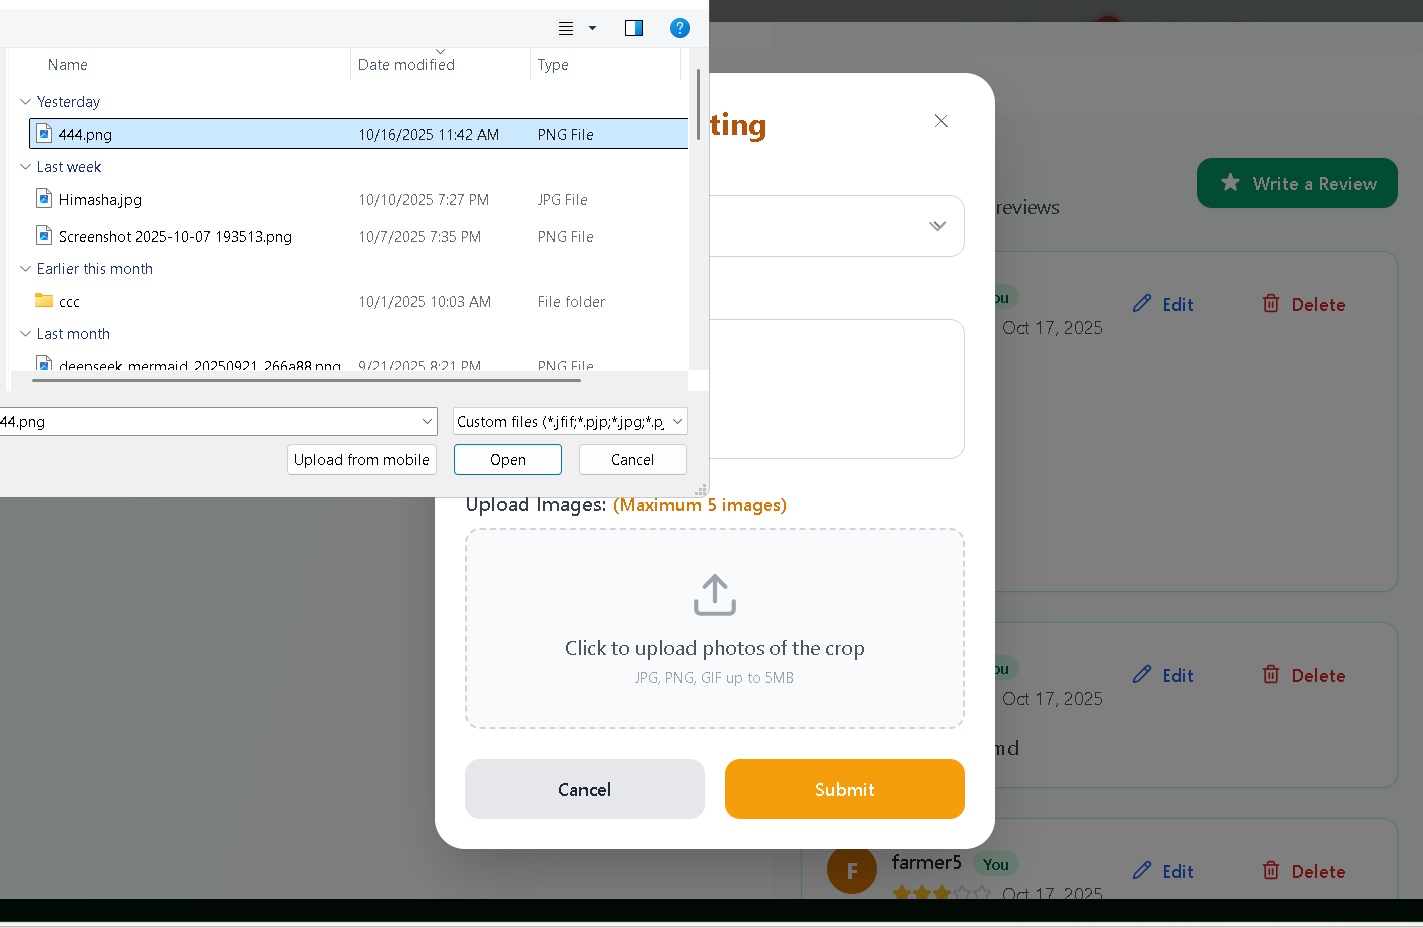 Name Date modified Type
Yesterday
444.png 10/16/2025 11:42 AM PNG File
Last week
Himasha.jpg 10/10/2025 7:27 PM JPG File
Screenshot 2025-10-07 193513.png 10/7/2025 7:35 PM PNG File
Earlier this month
ccc 10/1/2025 10:03 AM File folder
Last month
deepseek_mermaid_20250921_266a88.png 9/21/2025 8:21 PM PNG File
44.png Custom files (*.jfif;*.pjp;*.jpg;*.pj
Upload from mobile Open Cancel
ting
Upload Images: (Maximum 5 images)
Click to upload photos of the crop
JPG, PNG, GIF up to 5MB
Cancel Submit
Write a Review
reviews
ou Edit Delete
Oct 17, 2025
ou Edit Delete
Oct 17, 2025
md
F farmer5 You Edit Delete
Oct 17, 2025